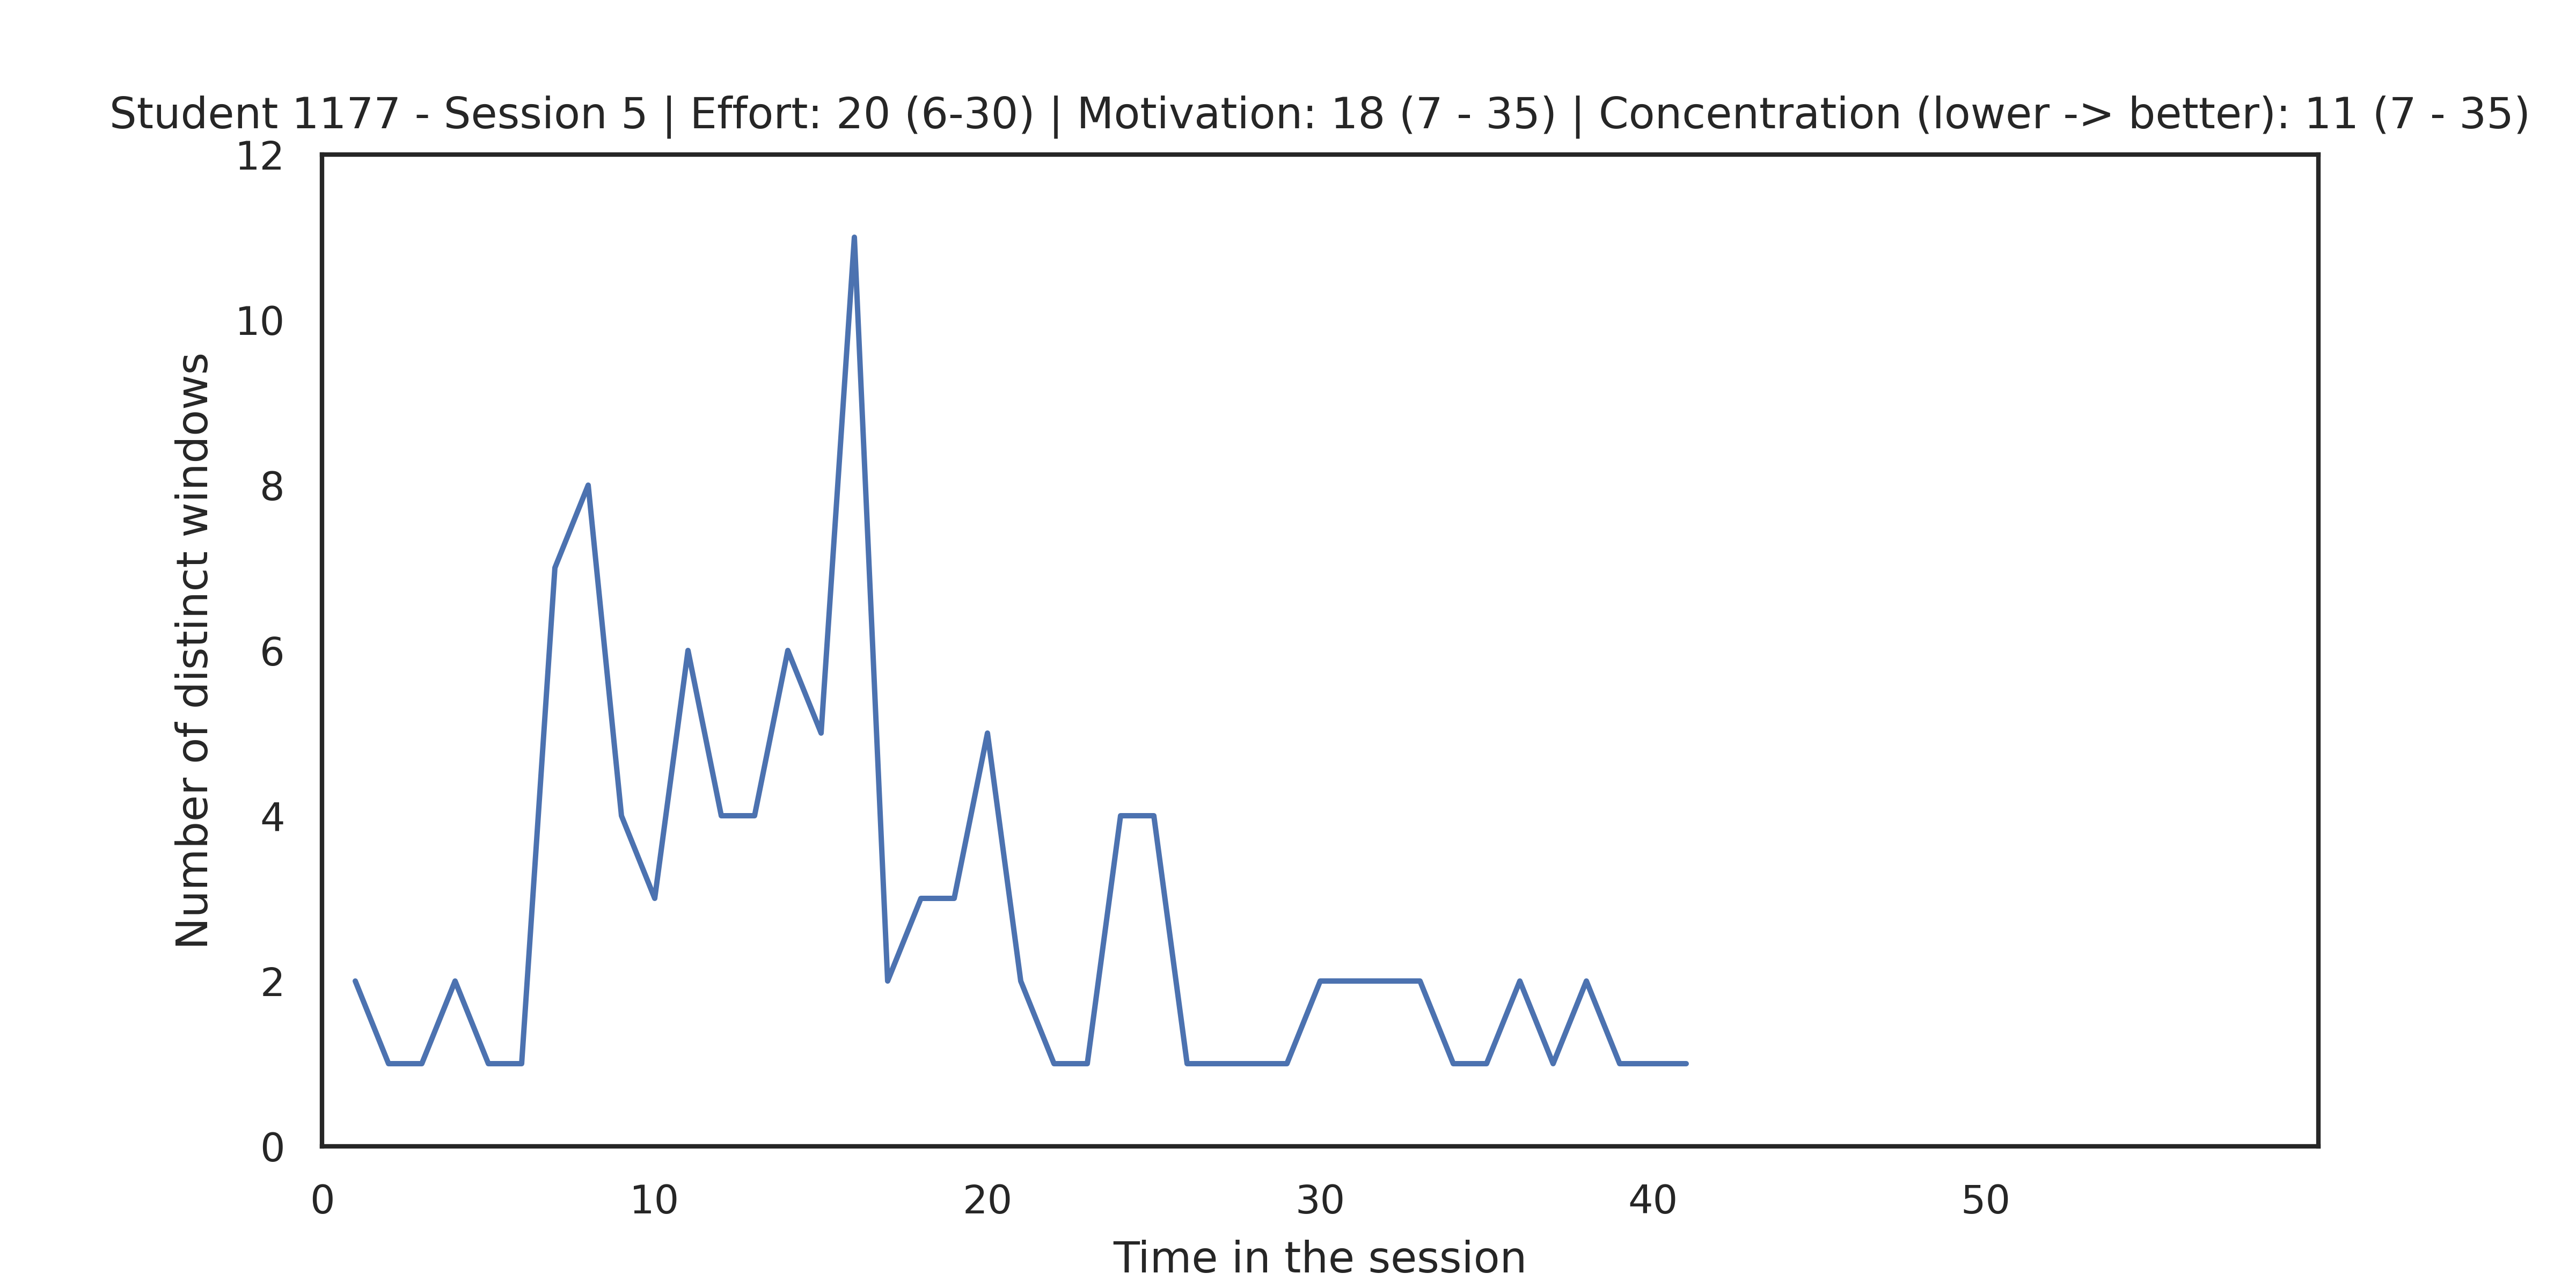 Student 1177 - Session 5 | Effort: 20 (6-30) | Motivation: 18 (7 - 35) | Concentration (lower -> better): 11 (7 - 35)
12
10
8
6
4
2
0
Number of distinct windows
0 10 20 30 40 50
Time in the session